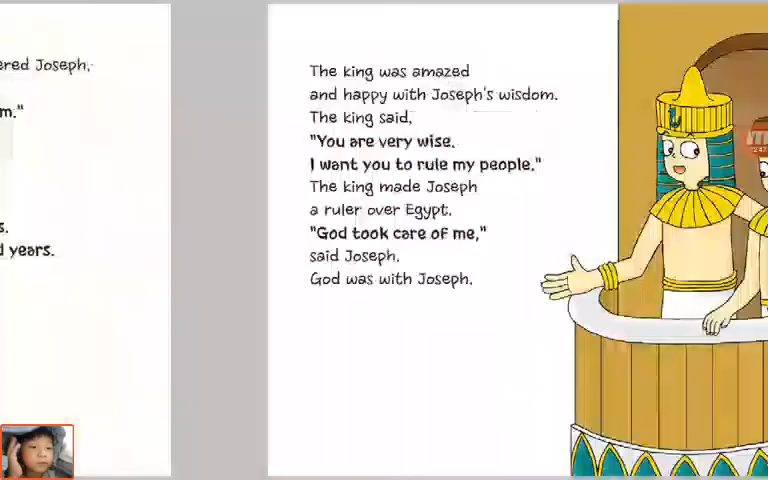 Joseph,
s.
years.
The king was amazed
and happy with Joseph's wisdom.
The king said,
"You are very wise.
I want you to rule my people."
The king made Joseph
a ruler over Egypt.
"God took care of me,"
said Joseph.
God was with Joseph.